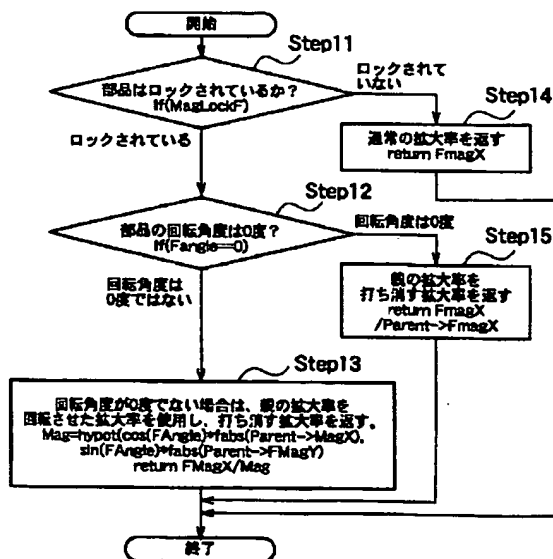 開始
Step11
部品はロックされているか？
if(MagLockF)
ロックされて
いない
Step14
通常の拡大率を返す
return FmagX
ロックされている
Step12
部品の回転角度は0度？
if(Fangle==0)
回転角度は0度
Step15
親の拡大率を
打ち消す拡大率を返す
return FmagX
/Parent->FmagX
回転角度は
0度ではない
Step13
回転角度が0度でない場合は、親の拡大率を
回転させた拡大率を使用し、打ち消す拡大率を返す。
Mag=hypot(cos(FAngle)*fabs(Parent->MagX),
sin(FAngle)*fabs(Parent->FMagY)
return FMagX/Mag
終了